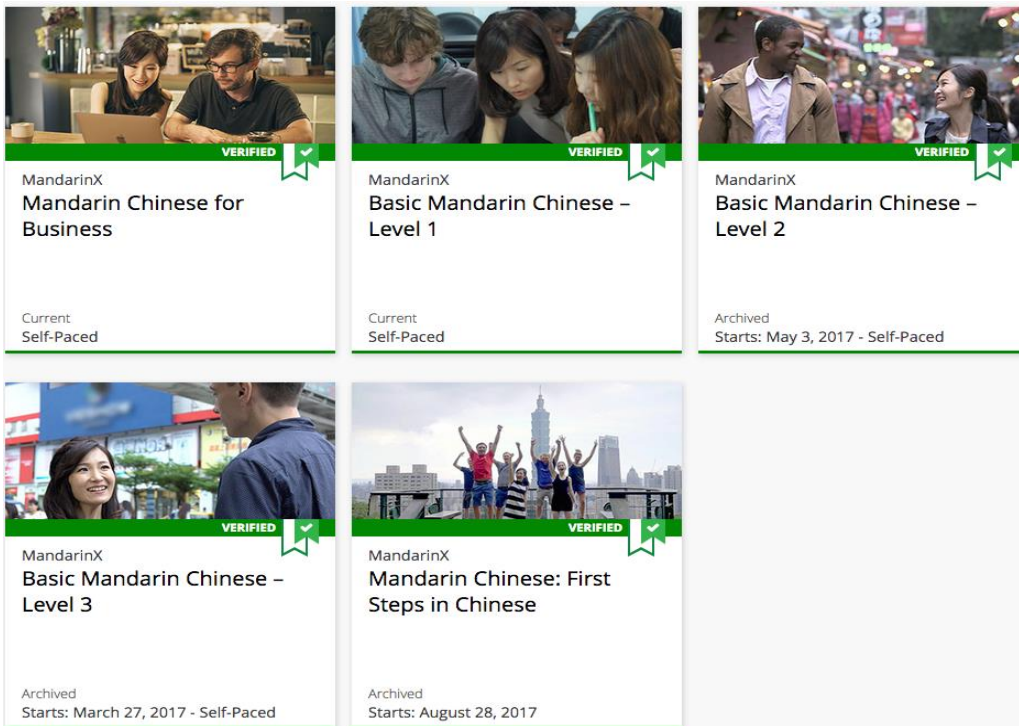 VERIFIED
MandarinX
Mandarin Chinese for
Business
Current
Self-Paced
VERIFIED
MandarinX
Basic Mandarin Chinese –
Level 1
Current
Self-Paced
VERIFIED
MandarinX
Basic Mandarin Chinese –
Level 2
Archived
Starts: May 3, 2017 - Self-Paced
VERIFIED
MandarinX
Basic Mandarin Chinese –
Level 3
Archived
Starts: March 27, 2017 - Self-Paced
VERIFIED
MandarinX
Mandarin Chinese: First
Steps in Chinese
Archived
Starts: August 28, 2017